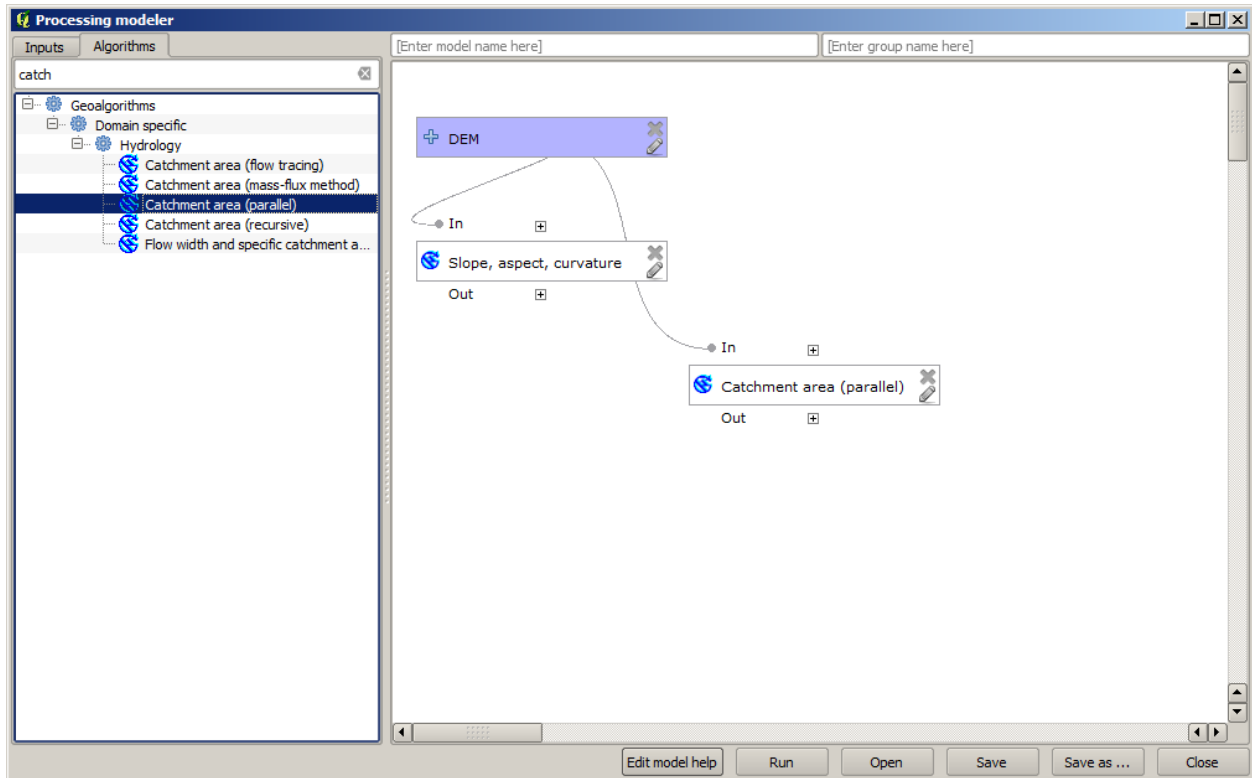 Processing modeler
Inputs Algorithms [Enter model name here] [Enter group name here]
catch
Geoalgorithms
Domain specific
Hydrology
Catchment area (flow tracing)
Catchment area (mass-flux method)
Catchment area (parallel)
Catchment area (recursive)
Flow width and specific catchment a...
DEM
In
Slope, aspect, curvature
Out
In
Catchment area (parallel)
Out
Edit model help Run Open Save Save as ... Close